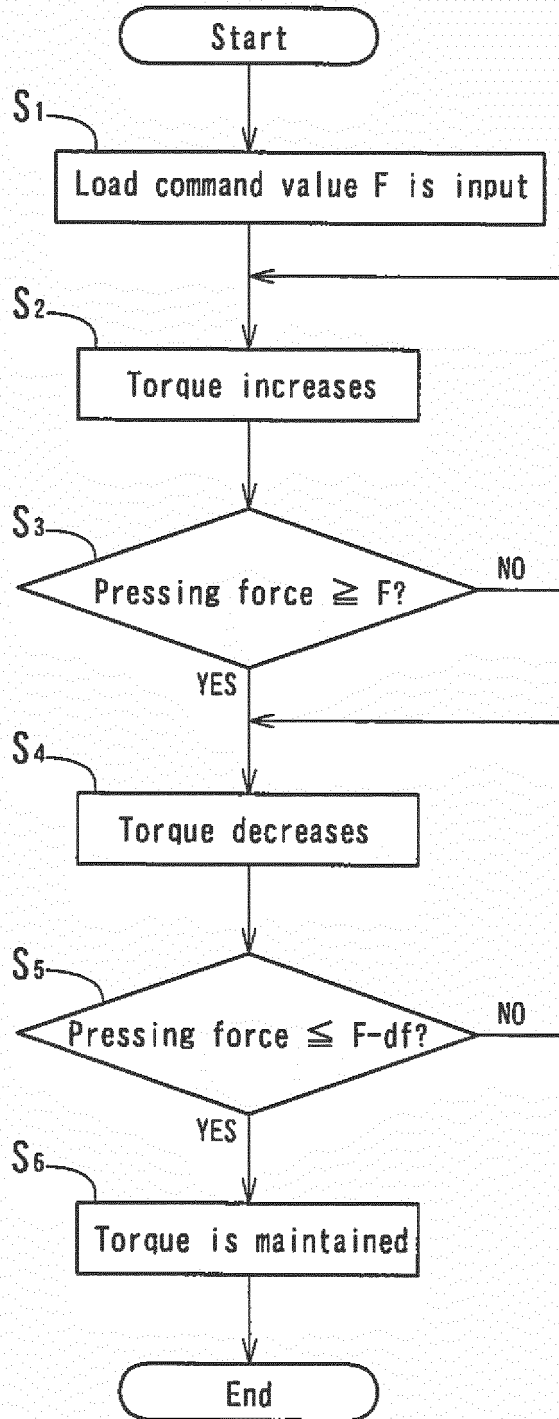 Start
S1
Load command value F is input
S2
Torque increases
S3
Pressing force ≧ F?
NO
YES
S4
Torque decreases
S5
Pressing force ≦ F-df?
NO
YES
S6
Torque is maintained
End